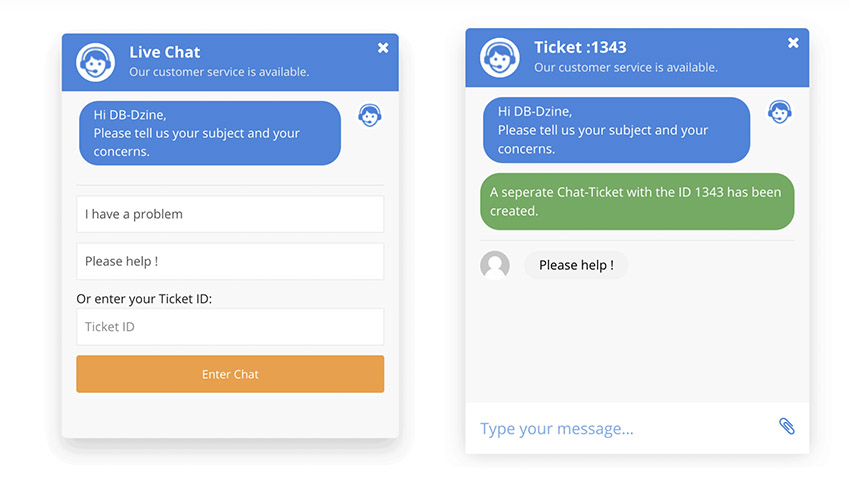 Live Chat
Our customer service is available.
Hi DB-Dzine,
Please tell us your subject and your
concerns.
I have a problem
Please help !
Or enter your Ticket ID:
Ticket ID
Enter Chat
Ticket :1343
Our customer service is available.
Hi DB-Dzine,
Please tell us your subject and your
concerns.
A seperate Chat-Ticket with the ID 1343 has been
created.
Please help !
Type your message...